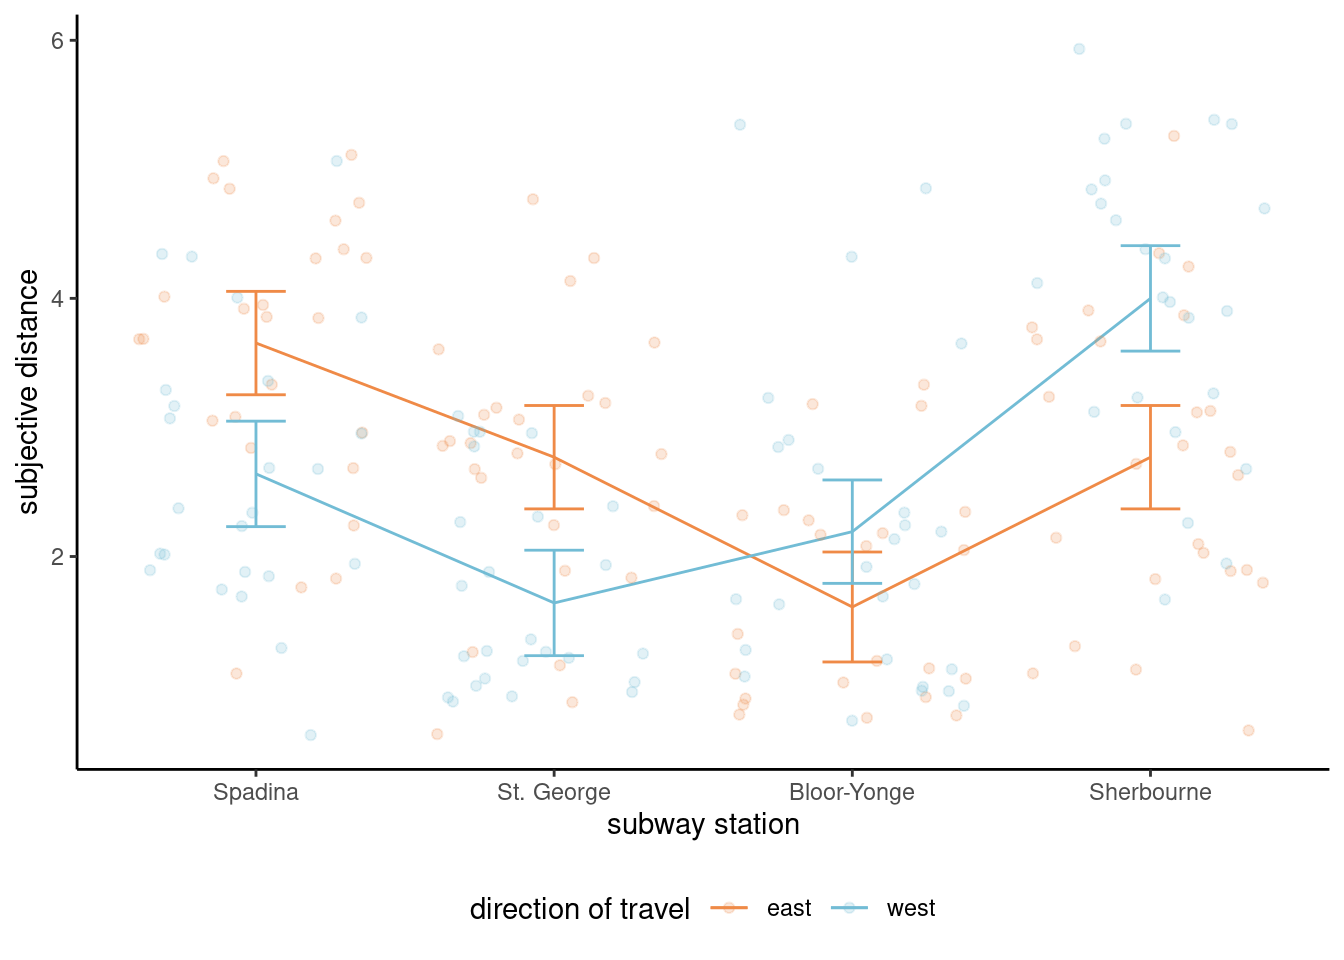 6
4
2
subjective distance
Spadina St. George Bloor-Yonge Sherbourne
subway station
direction of travel east west